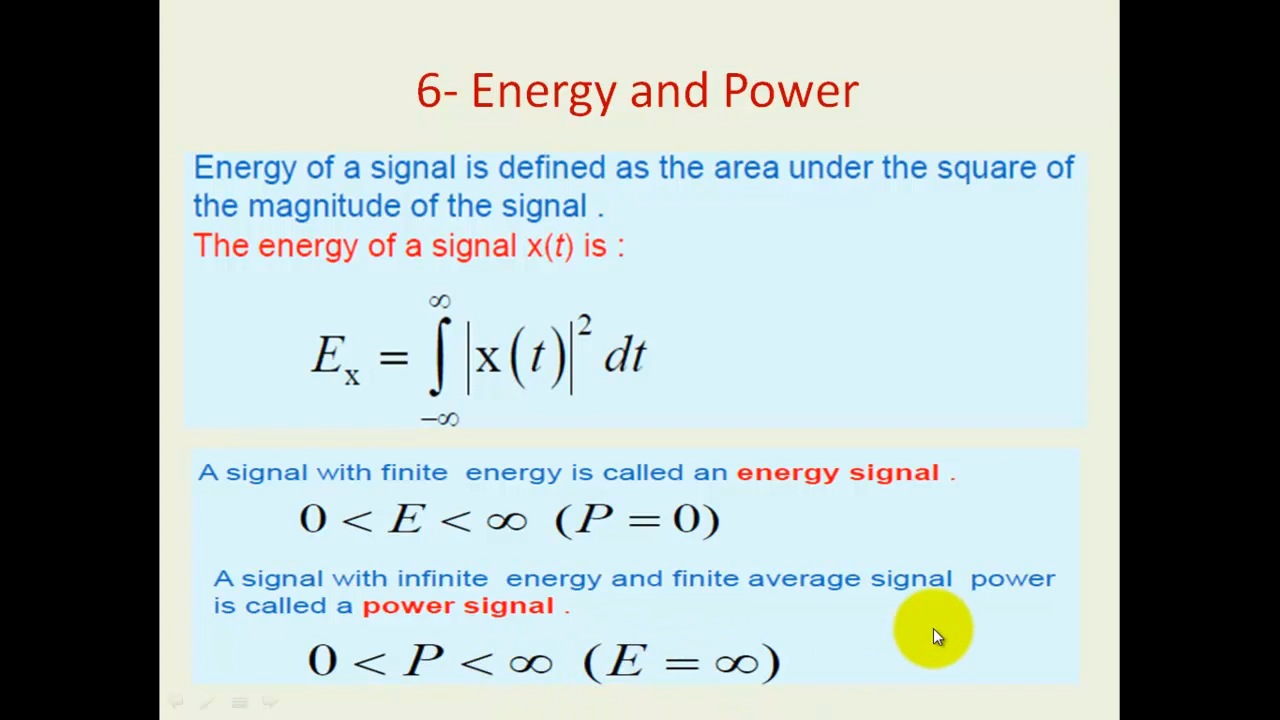 6- Energy and Power
Energy of a signal is defined as the area under the square of
the magnitude of the signal .
The energy of a signal x(t) is :
E_x = ∫_{-∞}^{∞} |x(t)|^2 dt
A signal with finite energy is called an energy signal .
0 < E < ∞ (P = 0)
A signal with infinite energy and finite average signal power
is called a power signal .
0 < P < ∞ (E = ∞)